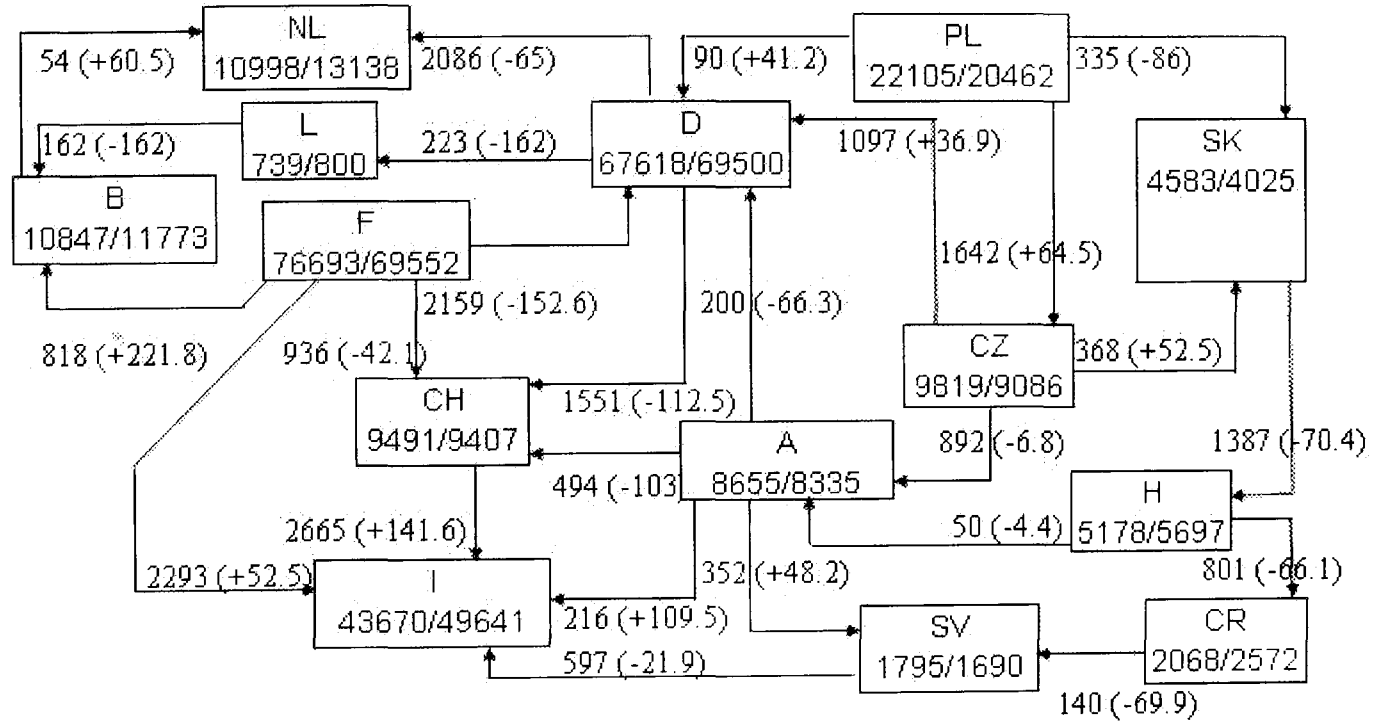 NL
10998/13138
54 (+60.5)
2086 (-65)
90 (+41.2)
PL
22105/20462
335 (-86)
L
739/800
162 (-162)
223 (-162)
D
67618/69500
1097 (+36.9)
SK
4583/4025
B
10847/11773
F
76693/69552
1642 (+64.5)
2159 (-152.6)
200 (-66.3)
818 (+221.8)
936 (-42.1)
CZ
9819/9086
368 (+52.5)
CH
9491/9407
1551 (-112.5)
A
8655/8335
892 (-6.8)
1387 (-70.4)
494 (-103
H
5178/5697
2665 (+141.6)
50 (-4.4)
2293 (+52.5)
I
43670/49641
352 (+48.2)
801 (-66.1)
216 (+109.5)
SV
1795/1690
CR
2068/2572
597 (-21.9)
140 (-69.9)